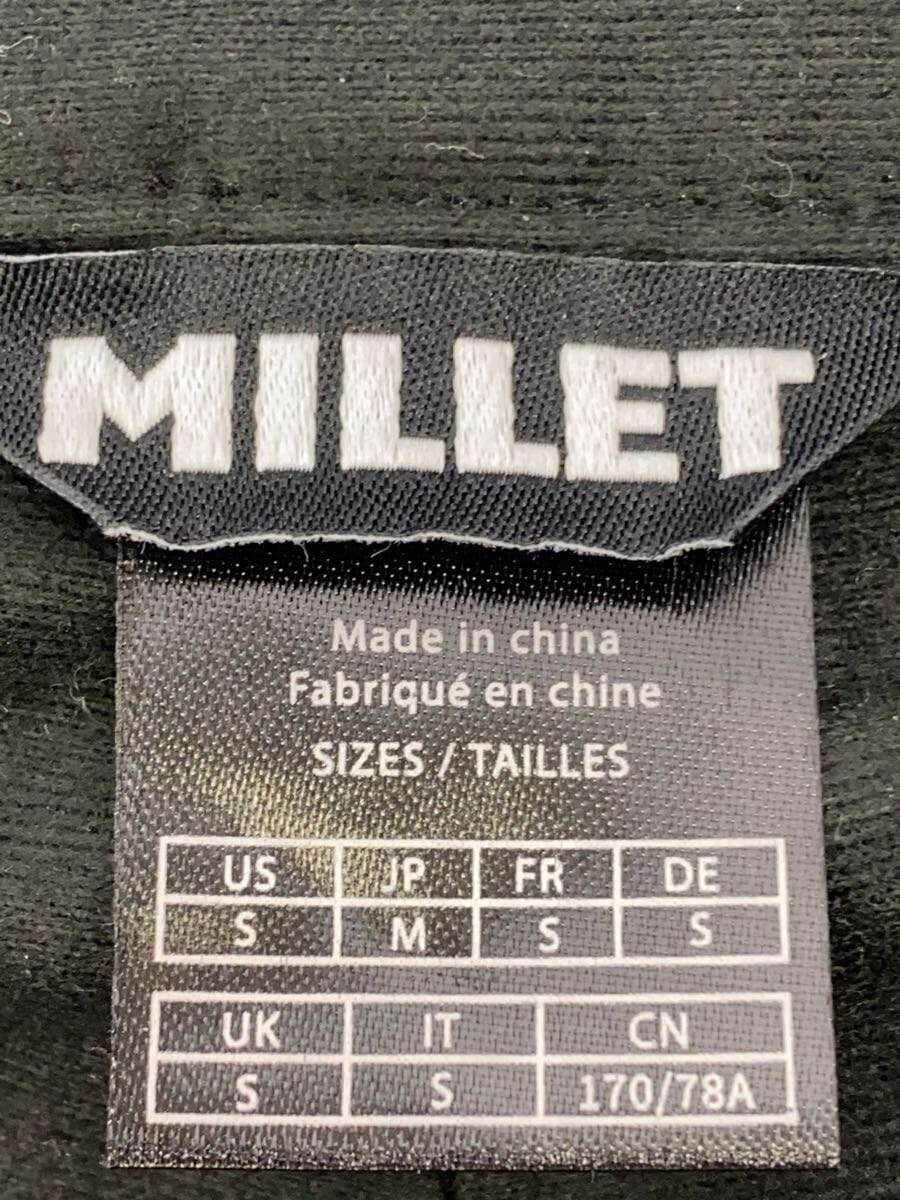 MILLET
Made in china
Fabriqué en chine
SIZES / TAILLES
US JP FR DE
S M S S
UK IT CN
S S 170/78A